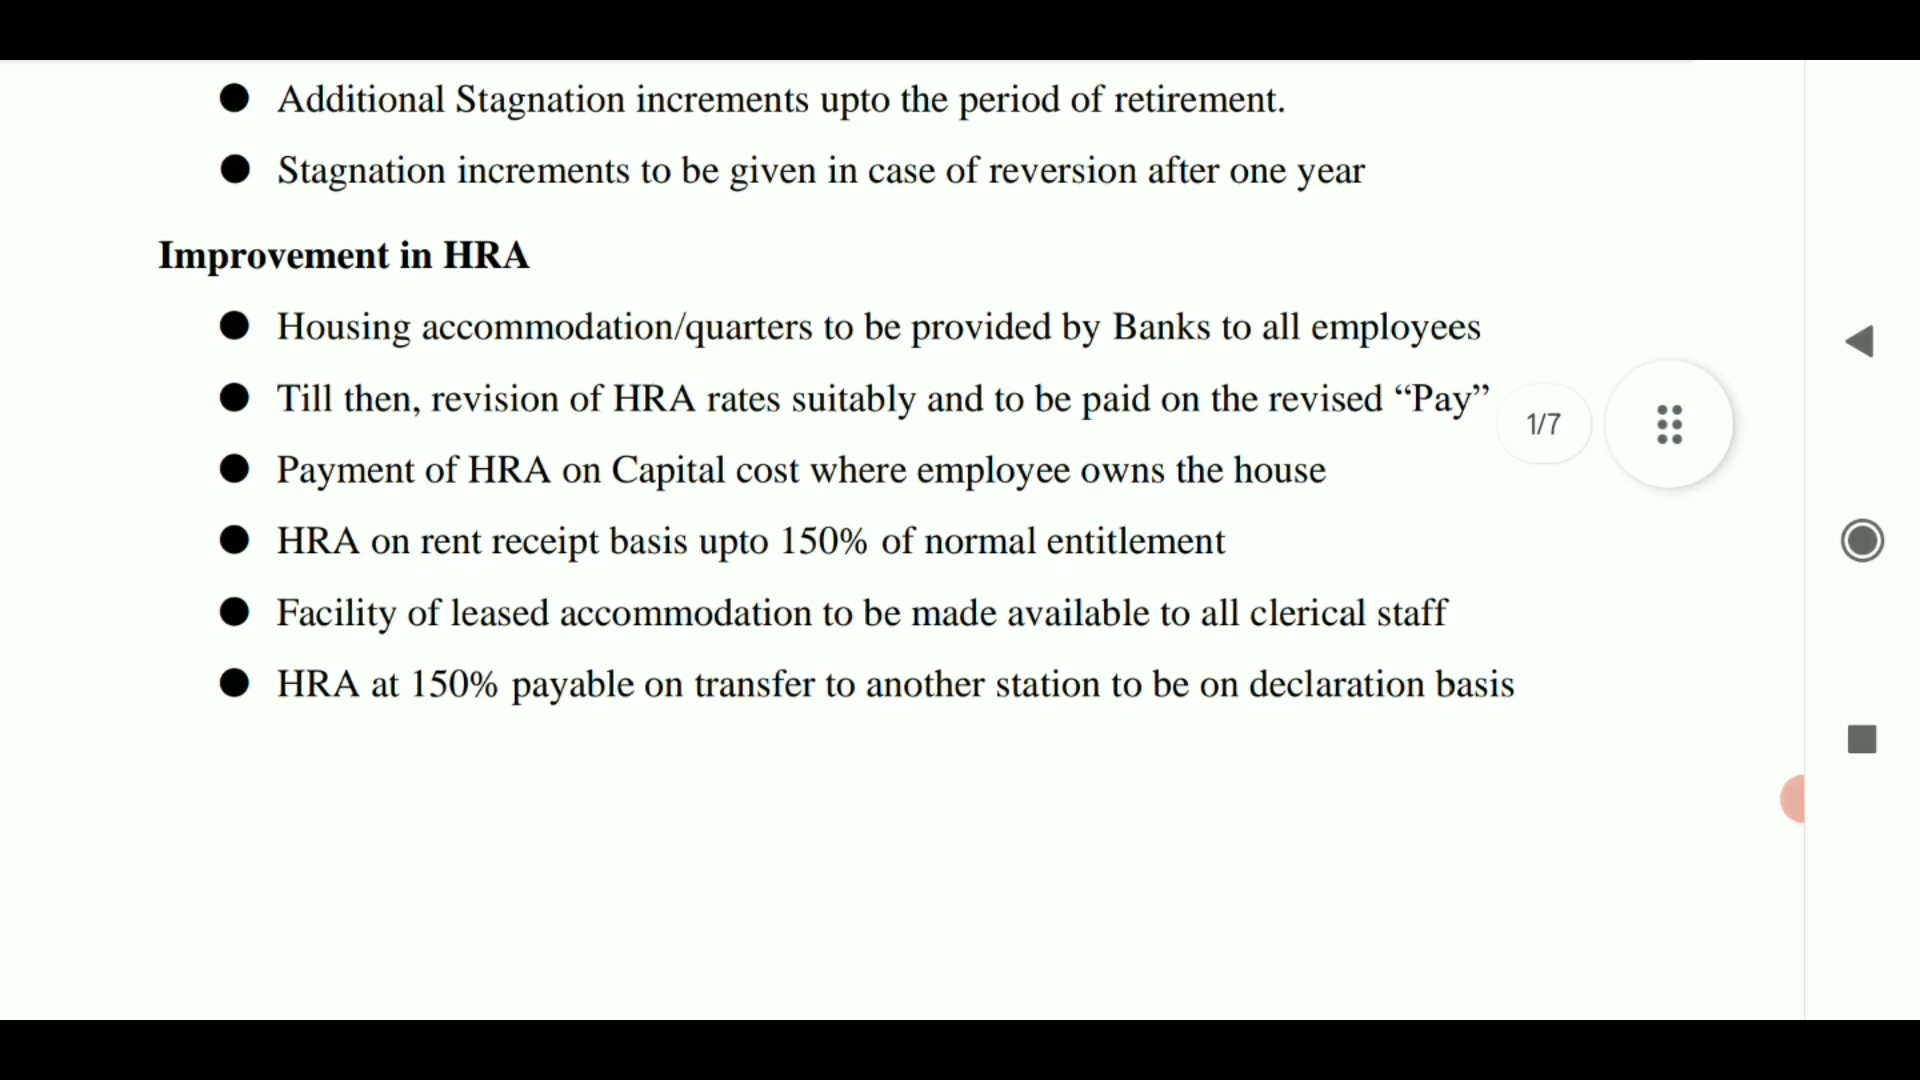 ● Additional Stagnation increments upto the period of retirement.
● Stagnation increments to be given in case of reversion after one year
Improvement in HRA
● Housing accommodation/quarters to be provided by Banks to all employees
● Till then, revision of HRA rates suitably and to be paid on the revised “Pay”
1/7
● Payment of HRA on Capital cost where employee owns the house
● HRA on rent receipt basis upto 150% of normal entitlement
● Facility of leased accommodation to be made available to all clerical staff
● HRA at 150% payable on transfer to another station to be on declaration basis